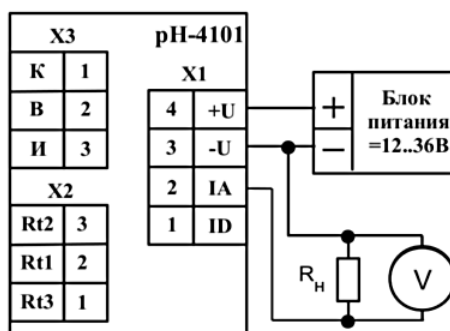 pH-4101
X3
К 1
В 2
И 3
X2
Rt2 3
Rt1 2
Rt3 1
X1
4 +U
3 -U
2 IA
1 ID
+
−
Блок
питания
=12..36В
RН
V